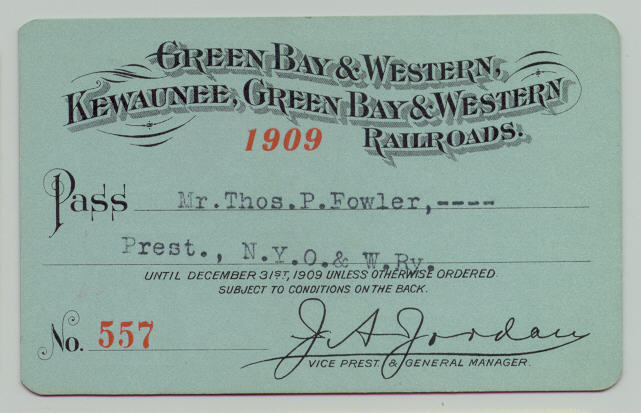 GREEN BAY & WESTERN,
KEWAUNEE, GREEN BAY & WESTERN
1909 RAILROADS.
Pass Mr. Thos. P. Fowler,----
Prest., N.Y.O.& W.Ry.
UNTIL DECEMBER 31ST, 1909 UNLESS OTHERWISE ORDERED.
SUBJECT TO CONDITIONS ON THE BACK.
No. 557 J A Jordan
VICE PREST. & GENERAL MANAGER.